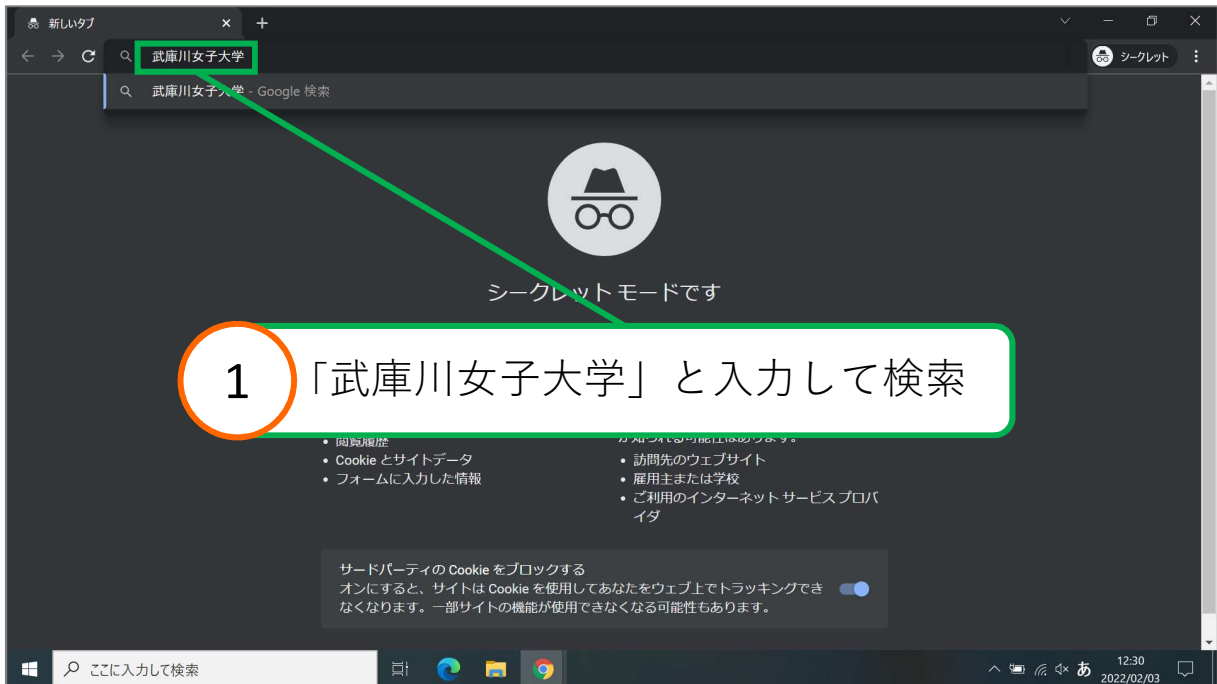 新しいタブ
武庫川女子大学
シークレット
武庫川女子大学 - Google 検索
シークレット モードです
1
「武庫川女子大学」と入力して検索
• 閲覧履歴
• Cookie とサイトデータ
• フォームに入力した情報
が知られる可能性はあります。
• 訪問先のウェブサイト
• 雇用主または学校
• ご利用のインターネット サービス プロバ
イダ
サードパーティの Cookie をブロックする
オンにすると、サイトは Cookie を使用してあなたをウェブ上でトラッキングでき
なくなります。一部サイトの機能が使用できなくなる可能性もあります。
ここに入力して検索
あ
12:30
2022/02/03